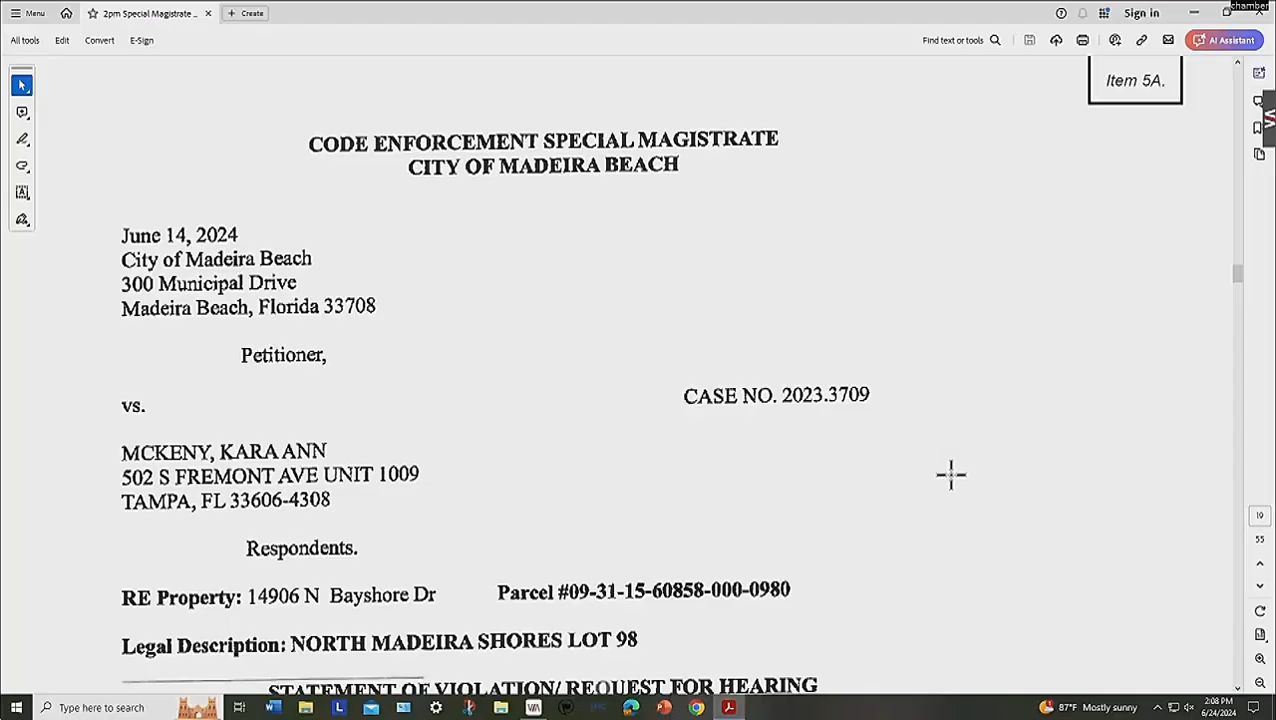 chamber
Menu
2pm Special Magistrate ...
Create
Sign in
All tools
Edit
Convert
E-Sign
Find text or tools
AI Assistant
Item 5A.
CODE ENFORCEMENT SPECIAL MAGISTRATE
CITY OF MADEIRA BEACH
June 14, 2024
City of Madeira Beach
300 Municipal Drive
Madeira Beach, Florida 33708
Petitioner,
CASE NO. 2023.3709
vs.
MCKENY, KARA ANN
502 S FREMONT AVE UNIT 1009
TAMPA, FL 33606-4308
Respondents.
RE Property: 14906 N Bayshore Dr Parcel #09-31-15-60858-000-0980
Legal Description: NORTH MADEIRA SHORES LOT 98
STATEMENT OF VIOLATION/ REQUEST FOR HEARING
19
55
Type here to search
87°F Mostly sunny
2:08 PM
6/24/2024